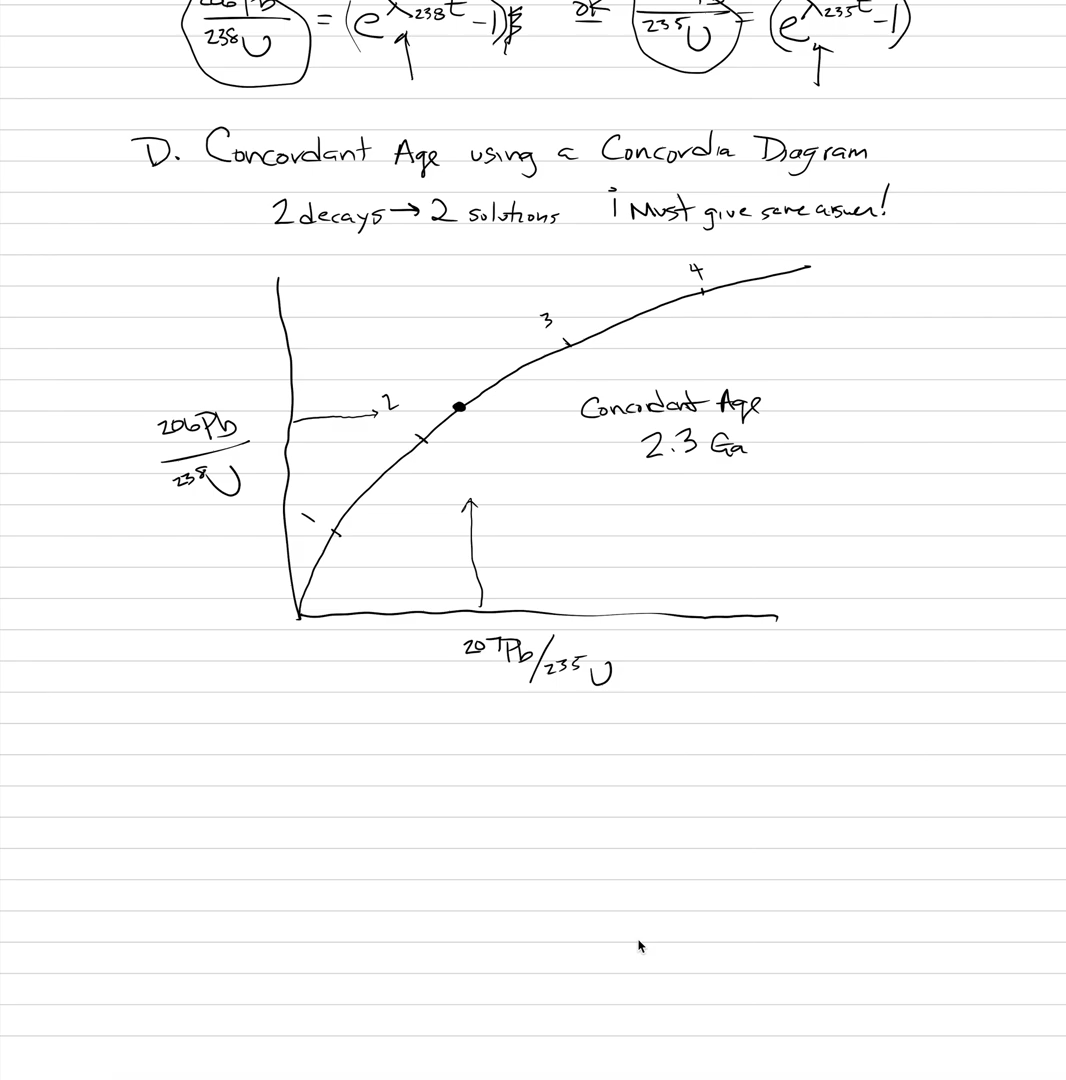 206Pb/238U = (e^λ238t -1) or /235U = (e^λ235t -1)
D. Concordant Age using a Concordia Diagram
2 decays → 2 solutions ¡ Must give same answer!
4
3
2
Concordant Age
206Pb/238U
2.3 Ga
1
207Pb/235U